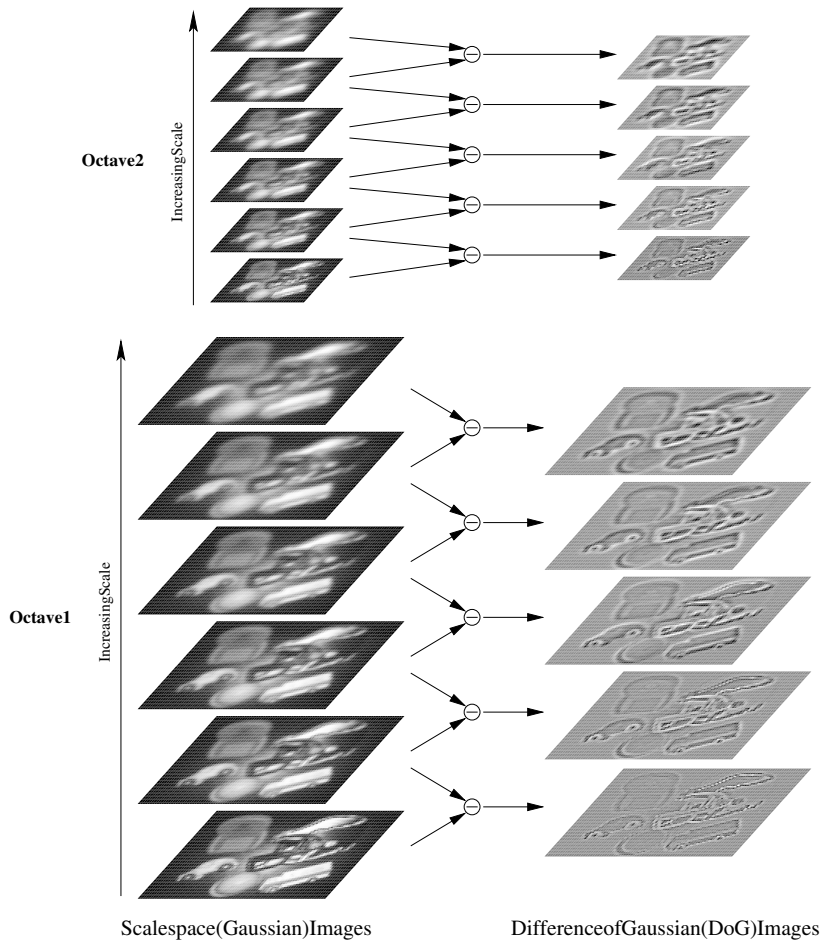 Octave2
IncreasingScale
Octave1
IncreasingScale
Scalespace(Gaussian)Images
DifferenceofGaussian(DoG)Images